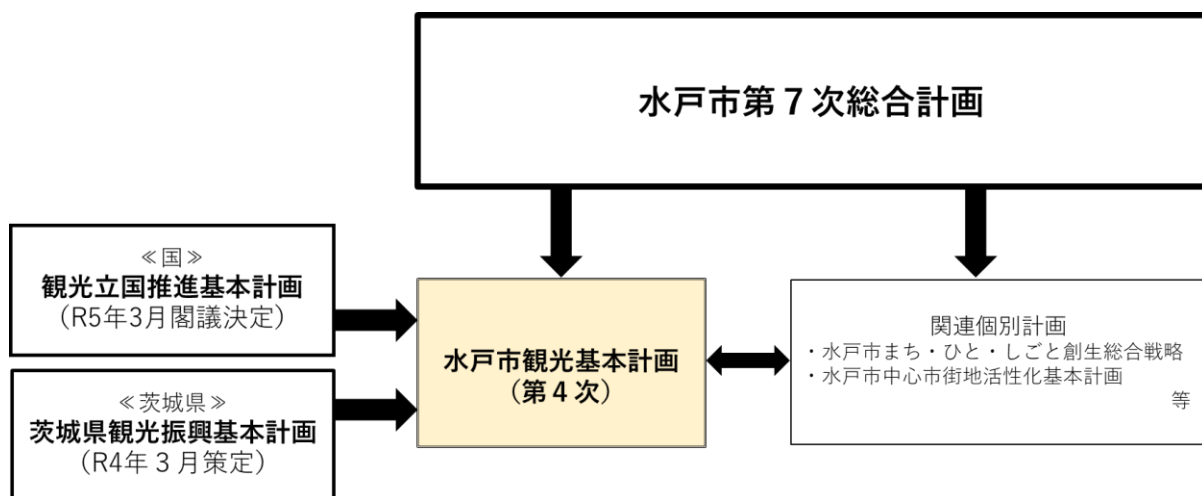 水戸市第７次総合計画
≪国≫
観光立国推進基本計画
（R5年3月閣議決定）
≪茨城県≫
茨城県観光振興基本計画
（R4年３月策定）
水戸市観光基本計画
（第４次）
関連個別計画
・水戸市まち・ひと・しごと創生総合戦略
・水戸市中心市街地活性化基本計画
等